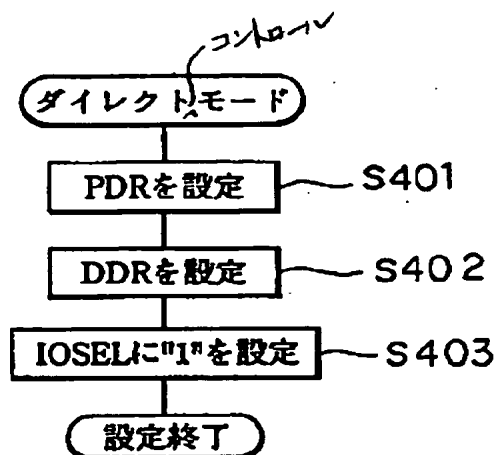 コントロール
ダイレクトモード
PDRを設定
S401
DDRを設定
S402
IOSELに"1"を設定
S403
設定終了